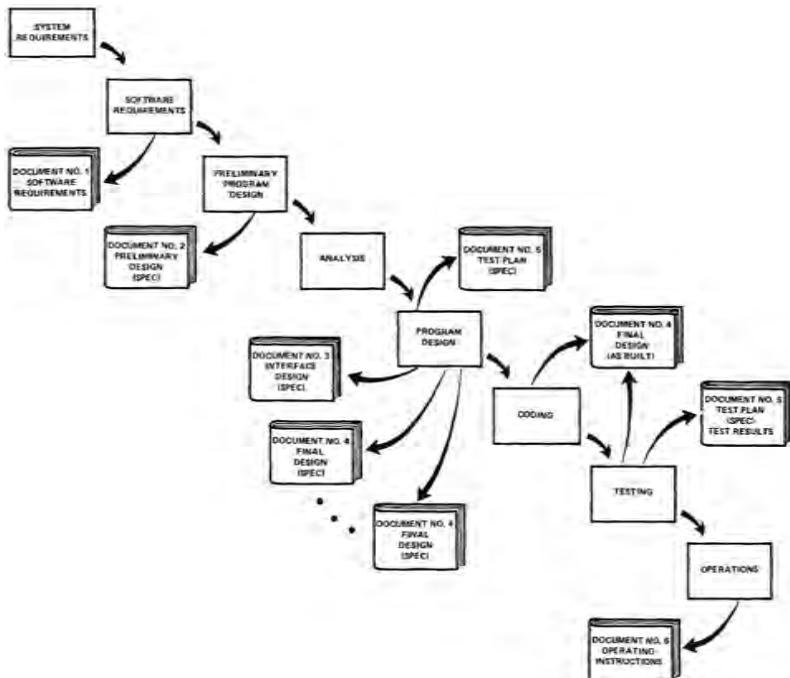 SYSTEM
REQUIREMENTS
SOFTWARE
REQUIREMENTS
DOCUMENT NO. 1
SOFTWARE
REQUIREMENTS
PRELIMINARY
PROGRAM
DESIGN
DOCUMENT NO. 2
PRELIMINARY
DESIGN
(SPEC)
ANALYSIS
DOCUMENT NO. 5
TEST PLAN
(SPEC)
PROGRAM
DESIGN
DOCUMENT NO. 3
INTERFACE
DESIGN
(SPEC)
DOCUMENT NO. 4
FINAL
DESIGN
(AS BUILT)
CODING
DOCUMENT NO. 5
TEST PLAN
(SPEC)
TEST RESULTS
DOCUMENT NO. 4
FINAL
DESIGN
(SPEC)
TESTING
DOCUMENT NO. 4
FINAL
DESIGN
(SPEC)
OPERATIONS
DOCUMENT NO. 6
OPERATING
INSTRUCTIONS